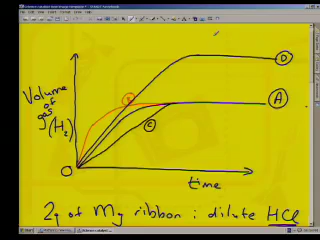 D
Volume
of
gas
(H₂)
B
A
C
O
time
2g of Mg ribbon : dilute HCl